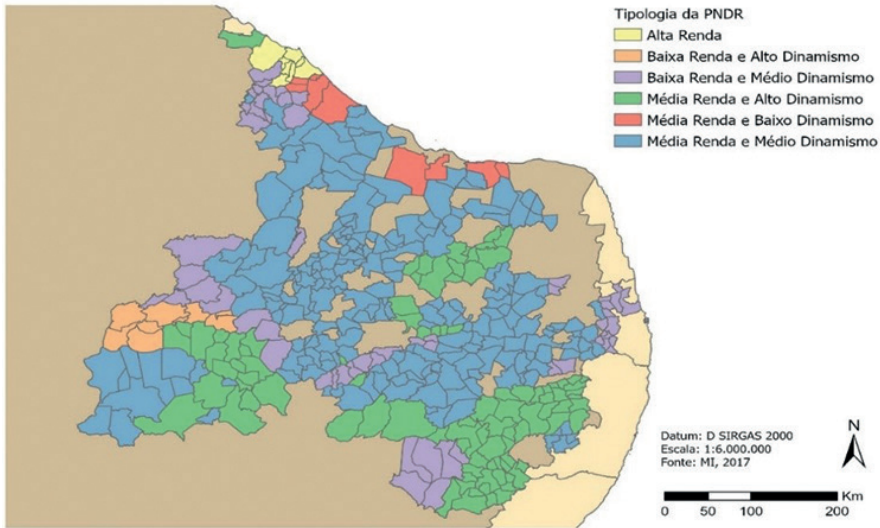 Tipologia da PNDR
Alta Renda
Baixa Renda e Alto Dinamismo
Baixa Renda e Médio Dinamismo
Média Renda e Alto Dinamismo
Média Renda e Baixo Dinamismo
Média Renda e Médio Dinamismo
Datum: D SIRGAS 2000
Escala: 1:6.000.000
Fonte: MI, 2017
N
Km
0 50 100 200